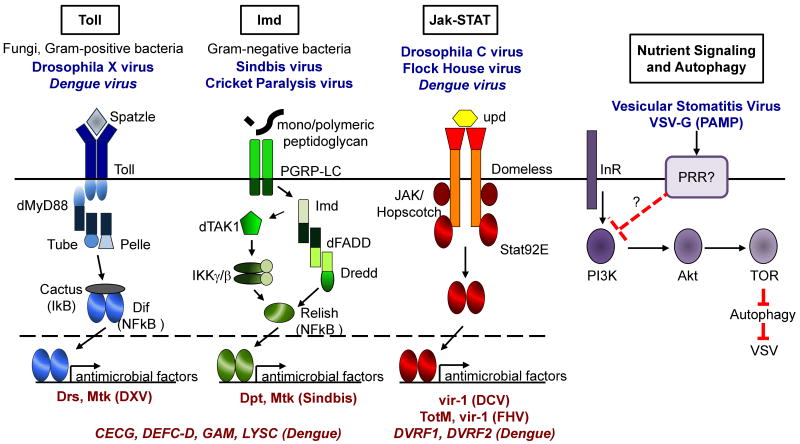 Toll
Fungi, Gram-positive bacteria
Drosophila X virus
Dengue virus
Spatzle
Toll
dMyD88
Tube
Pelle
Cactus
(IkB)
Dif
(NFkB )
antimicrobial factors
Drs, Mtk (DXV)
Imd
Gram-negative bacteria
Sindbis virus
Cricket Paralysis virus
mono/polymeric
peptidoglycan
PGRP-LC
Imd
dTAK1
dFADD
IKKγ/β
Dredd
Relish
(NFkB )
antimicrobial factors
Dpt, Mtk (Sindbis)
CECG, DEFC-D, GAM, LYSC (Dengue)
Jak-STAT
Drosophila C virus
Flock House virus
Dengue virus
upd
Domeless
JAK/
Hopscotch
Stat92E
antimicrobial factors
vir-1 (DCV)
TotM, vir-1 (FHV)
DVRF1, DVRF2 (Dengue)
Nutrient Signaling
and Autophagy
Vesicular Stomatitis Virus
VSV-G (PAMP)
InR
PRR?
?
PI3K
Akt
TOR
Autophagy
VSV